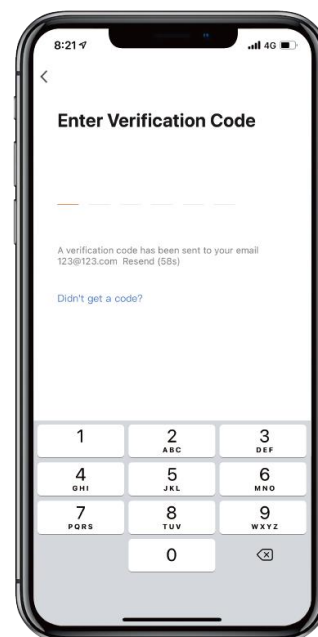 8:21
4G
Enter Verification Code
A verification code has been sent to your email
123@123.com Resend (58s)
Didn't get a code?
1
2
ABC
3
DEF
4
GHI
5
JKL
6
MNO
7
PQRS
8
TUV
9
WXYZ
0